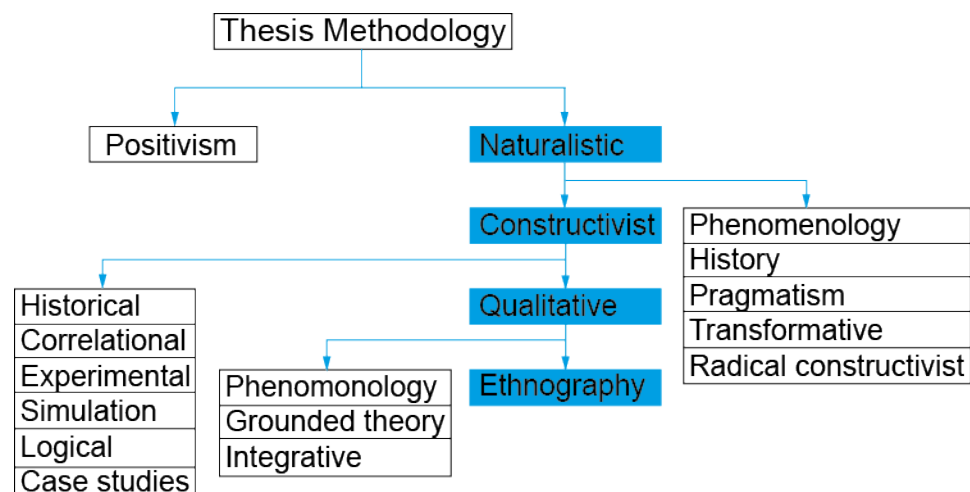 Thesis Methodology
Positivism
Naturalistic
Constructivist
Phenomenology
History
Pragmatism
Transformative
Radical constructivist
Historical
Correlational
Experimental
Simulation
Logical
Case studies
Qualitative
Phenomonology
Grounded theory
Integrative
Ethnography